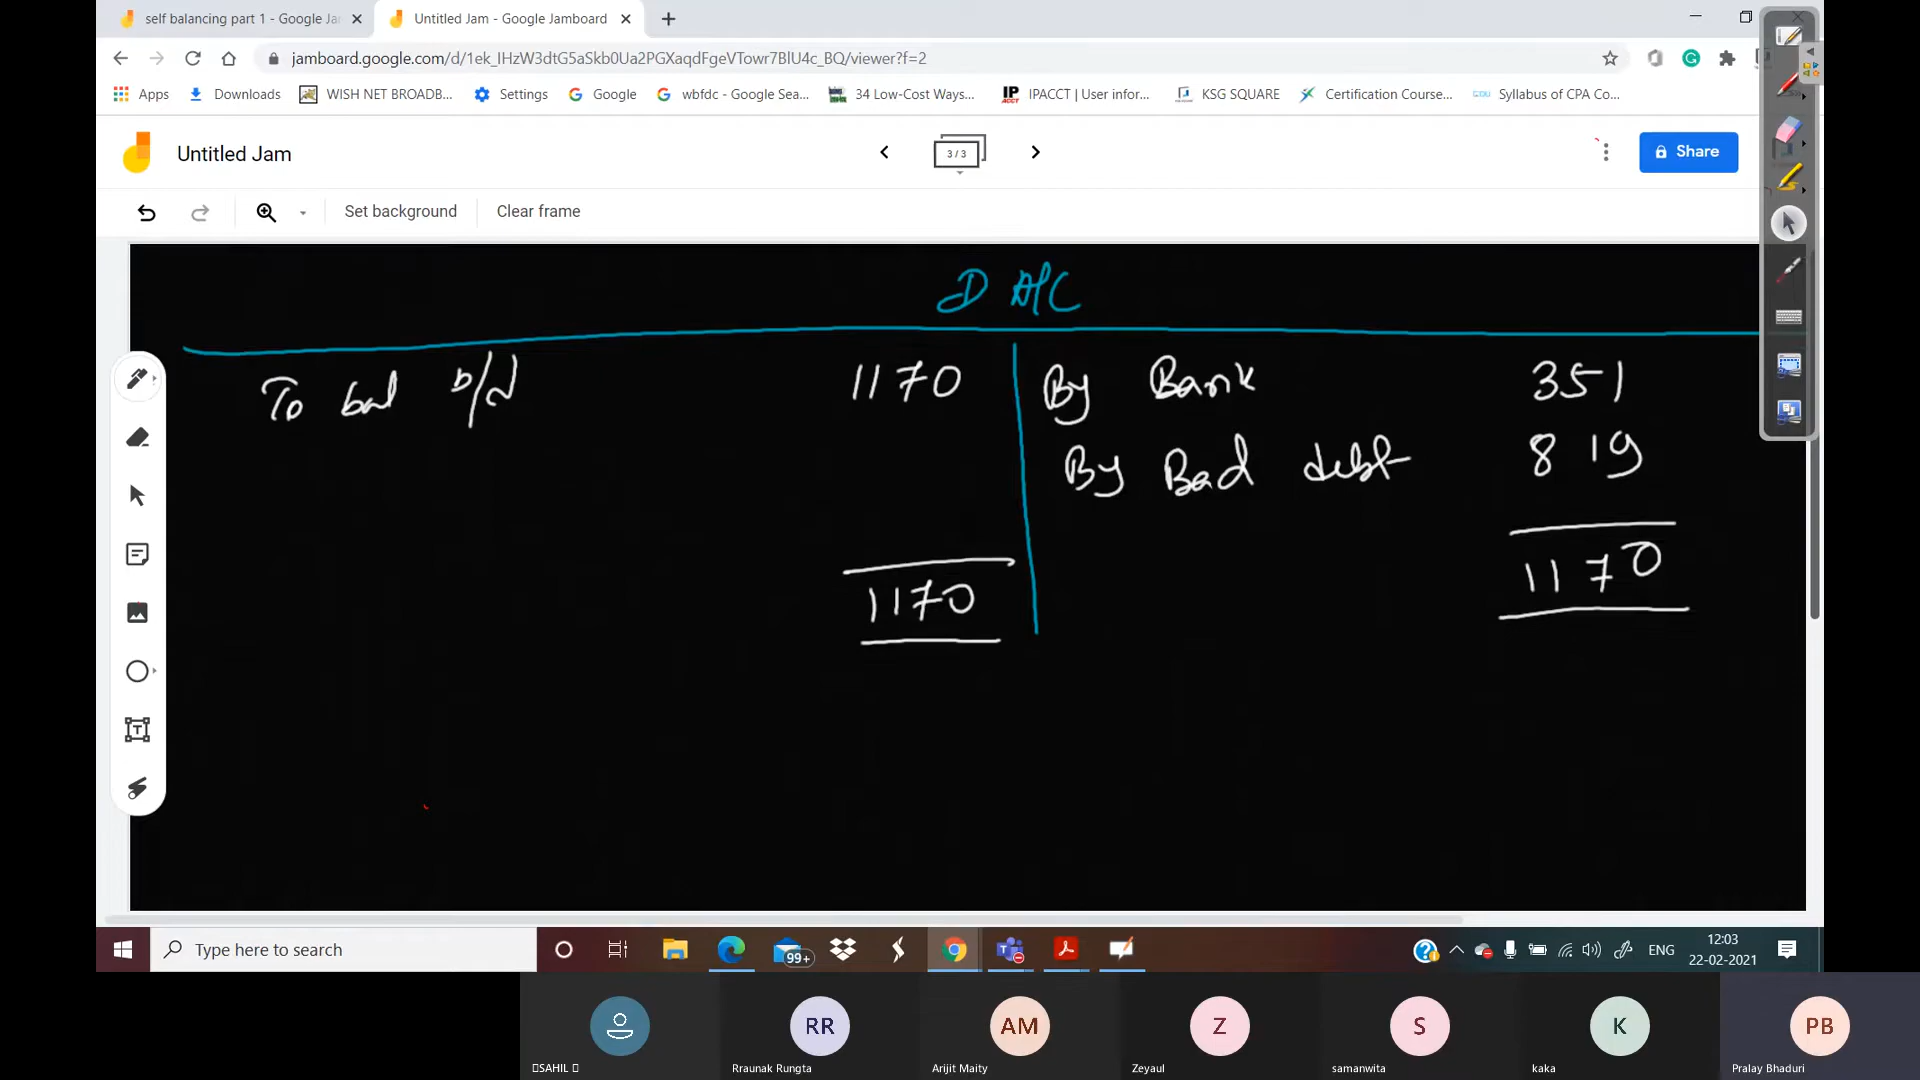 self balancing part 1 - Google Ja
Untitled Jam - Google Jamboard
jamboard.google.com/d/1ek_IHzW3dtG5aSkb0Ua2PGXaqdFgeVTowr7BlU4c_BQ/viewer?f=2
Apps Downloads WISH NET BROADB... Settings Google wbfdc - Google Sea... 34 Low-Cost Ways... IPACCT | User infor... KSG SQUARE Certification Course... Syllabus of CPA Co...
Untitled Jam
3 / 3
Share
Set background Clear frame
D A/C
To bal b/d 1170 By Bank 351
By Bad debt 819
1170 1170
Type here to search
99+
ENG
12:03
22-02-2021
RR AM Z S K PB
SAHIL Rraunak Rungta Arijit Maity Zeyaul samanwita kaka Pralay Bhaduri